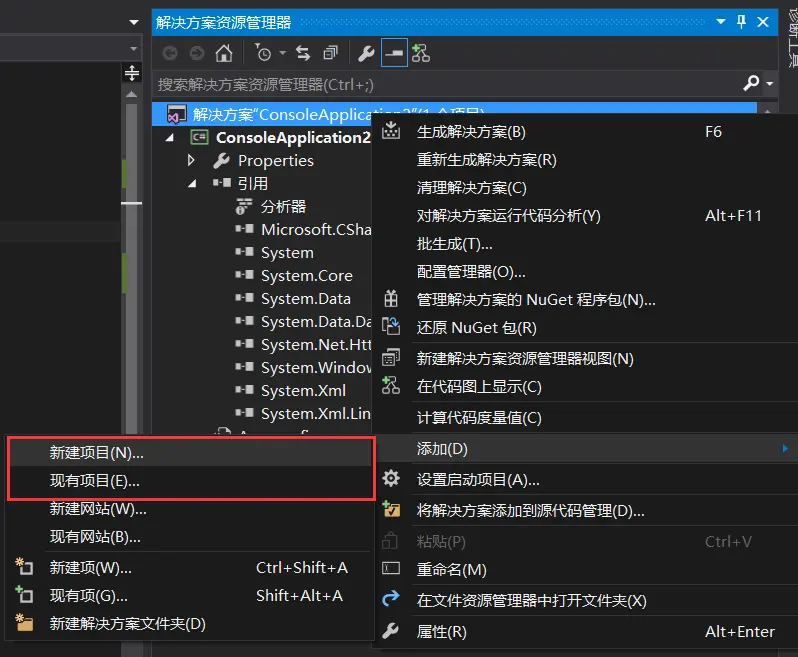 解决方案资源管理器
诊断工具
搜索解决方案资源管理器(Ctrl+;)
解决方案"ConsoleApplication2"(1 个项目)
ConsoleApplication2
Properties
引用
分析器
Microsoft.CSha
System
System.Core
System.Data
System.Data.Da
System.Net.Htt
System.Window
System.Xml
System.Xml.Lin
生成解决方案(B) F6
重新生成解决方案(R)
清理解决方案(C)
对解决方案运行代码分析(Y) Alt+F11
批生成(T)...
配置管理器(O)...
管理解决方案的 NuGet 程序包(N)...
还原 NuGet 包(R)
新建解决方案资源管理器视图(N)
在代码图上显示(C)
计算代码度量值(C)
添加(D)
设置启动项目(A)...
将解决方案添加到源代码管理(D)...
粘贴(P) Ctrl+V
重命名(M)
在文件资源管理器中打开文件夹(X)
属性(R) Alt+Enter
新建项目(N)...
现有项目(E)...
新建网站(W)...
现有网站(B)...
新建项(W)... Ctrl+Shift+A
现有项(G)... Shift+Alt+A
新建解决方案文件夹(D)